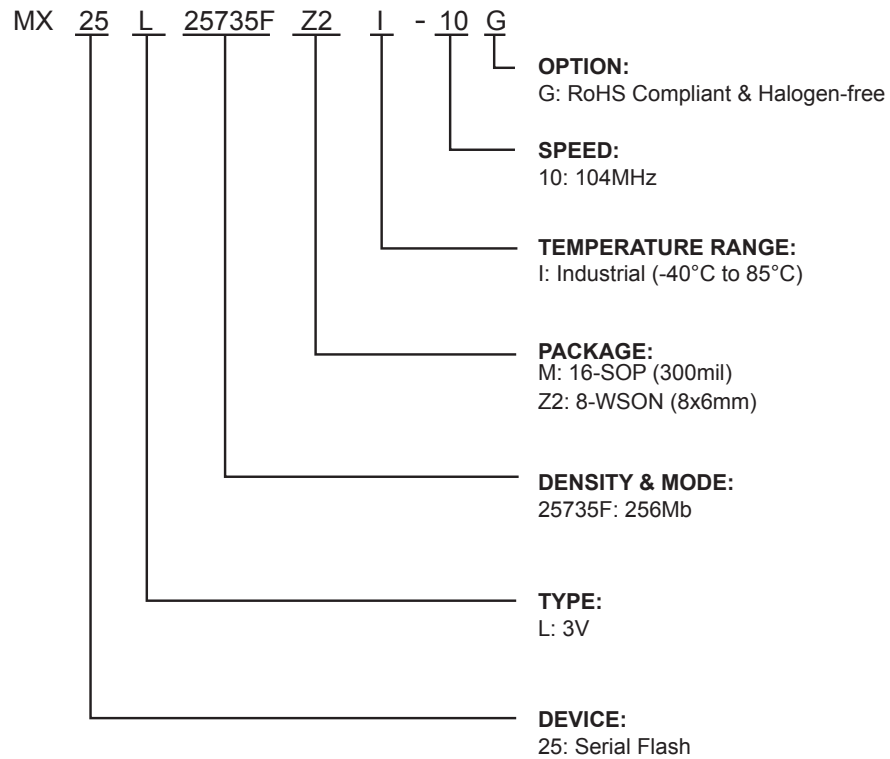 MX 25 L 25735F Z2 I - 10 G
OPTION:
G: RoHS Compliant & Halogen-free
SPEED:
10: 104MHz
TEMPERATURE RANGE:
I: Industrial (-40°C to 85°C)
PACKAGE:
M: 16-SOP (300mil)
Z2: 8-WSON (8x6mm)
DENSITY & MODE:
25735F: 256Mb
TYPE:
L: 3V
DEVICE:
25: Serial Flash